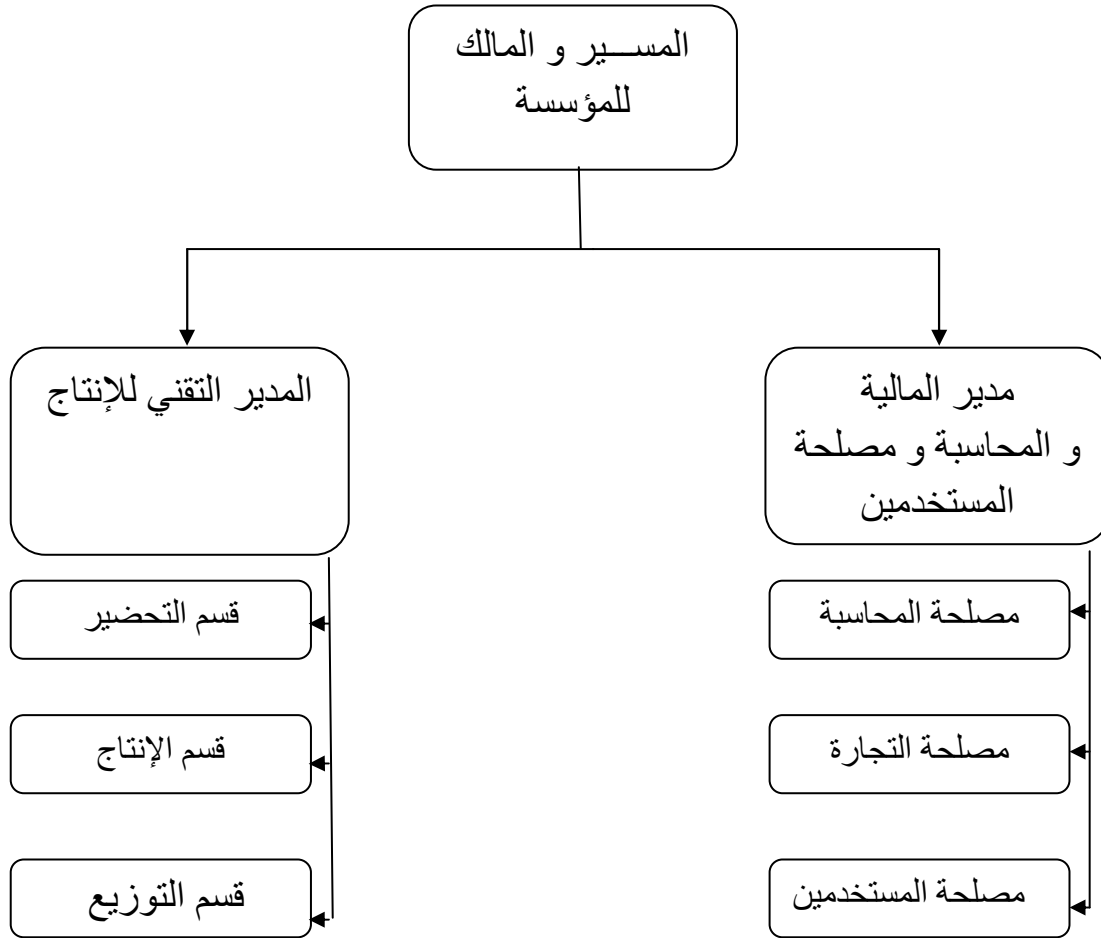 المســـير و المالك
للمؤسسة
مدير المالية
و المحاسبة و مصلحة
المستخدمين
المدير التقني للإنتاج
مصلحة المحاسبة
قسم التحضير
مصلحة التجارة
قسم الإنتاج
مصلحة المستخدمين
قسم التوزيع